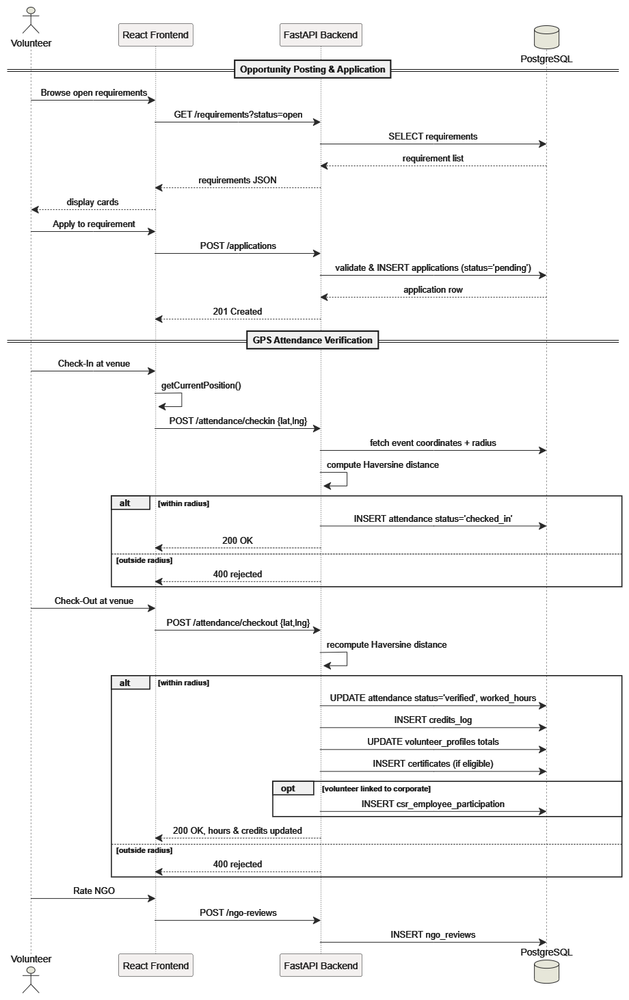 Volunteer
React Frontend
FastAPI Backend
PostgreSQL
Opportunity Posting & Application
Browse open requirements
GET /requirements?status=open
SELECT requirements
requirement list
requirements JSON
display cards
Apply to requirement
POST /applications
validate & INSERT applications (status='pending')
application row
201 Created
GPS Attendance Verification
Check-In at venue
getCurrentPosition()
POST /attendance/checkin {lat,lng}
fetch event coordinates + radius
compute Haversine distance
alt [within radius]
INSERT attendance status='checked_in'
200 OK
[outside radius]
400 rejected
Check-Out at venue
POST /attendance/checkout {lat,lng}
recompute Haversine distance
alt [within radius]
UPDATE attendance status='verified', worked_hours
INSERT credits_log
UPDATE volunteer_profiles totals
INSERT certificates (if eligible)
opt [volunteer linked to corporate]
INSERT csr_employee_participation
200 OK, hours & credits updated
[outside radius]
400 rejected
Rate NGO
POST /ngo-reviews
INSERT ngo_reviews
Volunteer
React Frontend
FastAPI Backend
PostgreSQL